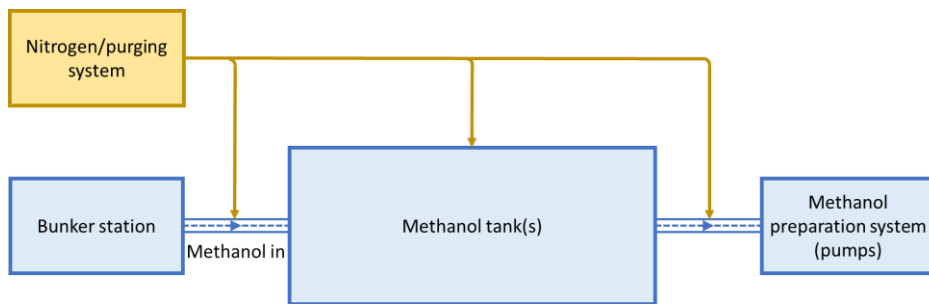 Nitrogen/purging
system
Bunker station
Methanol in
Methanol tank(s)
Methanol
preparation system
(pumps)